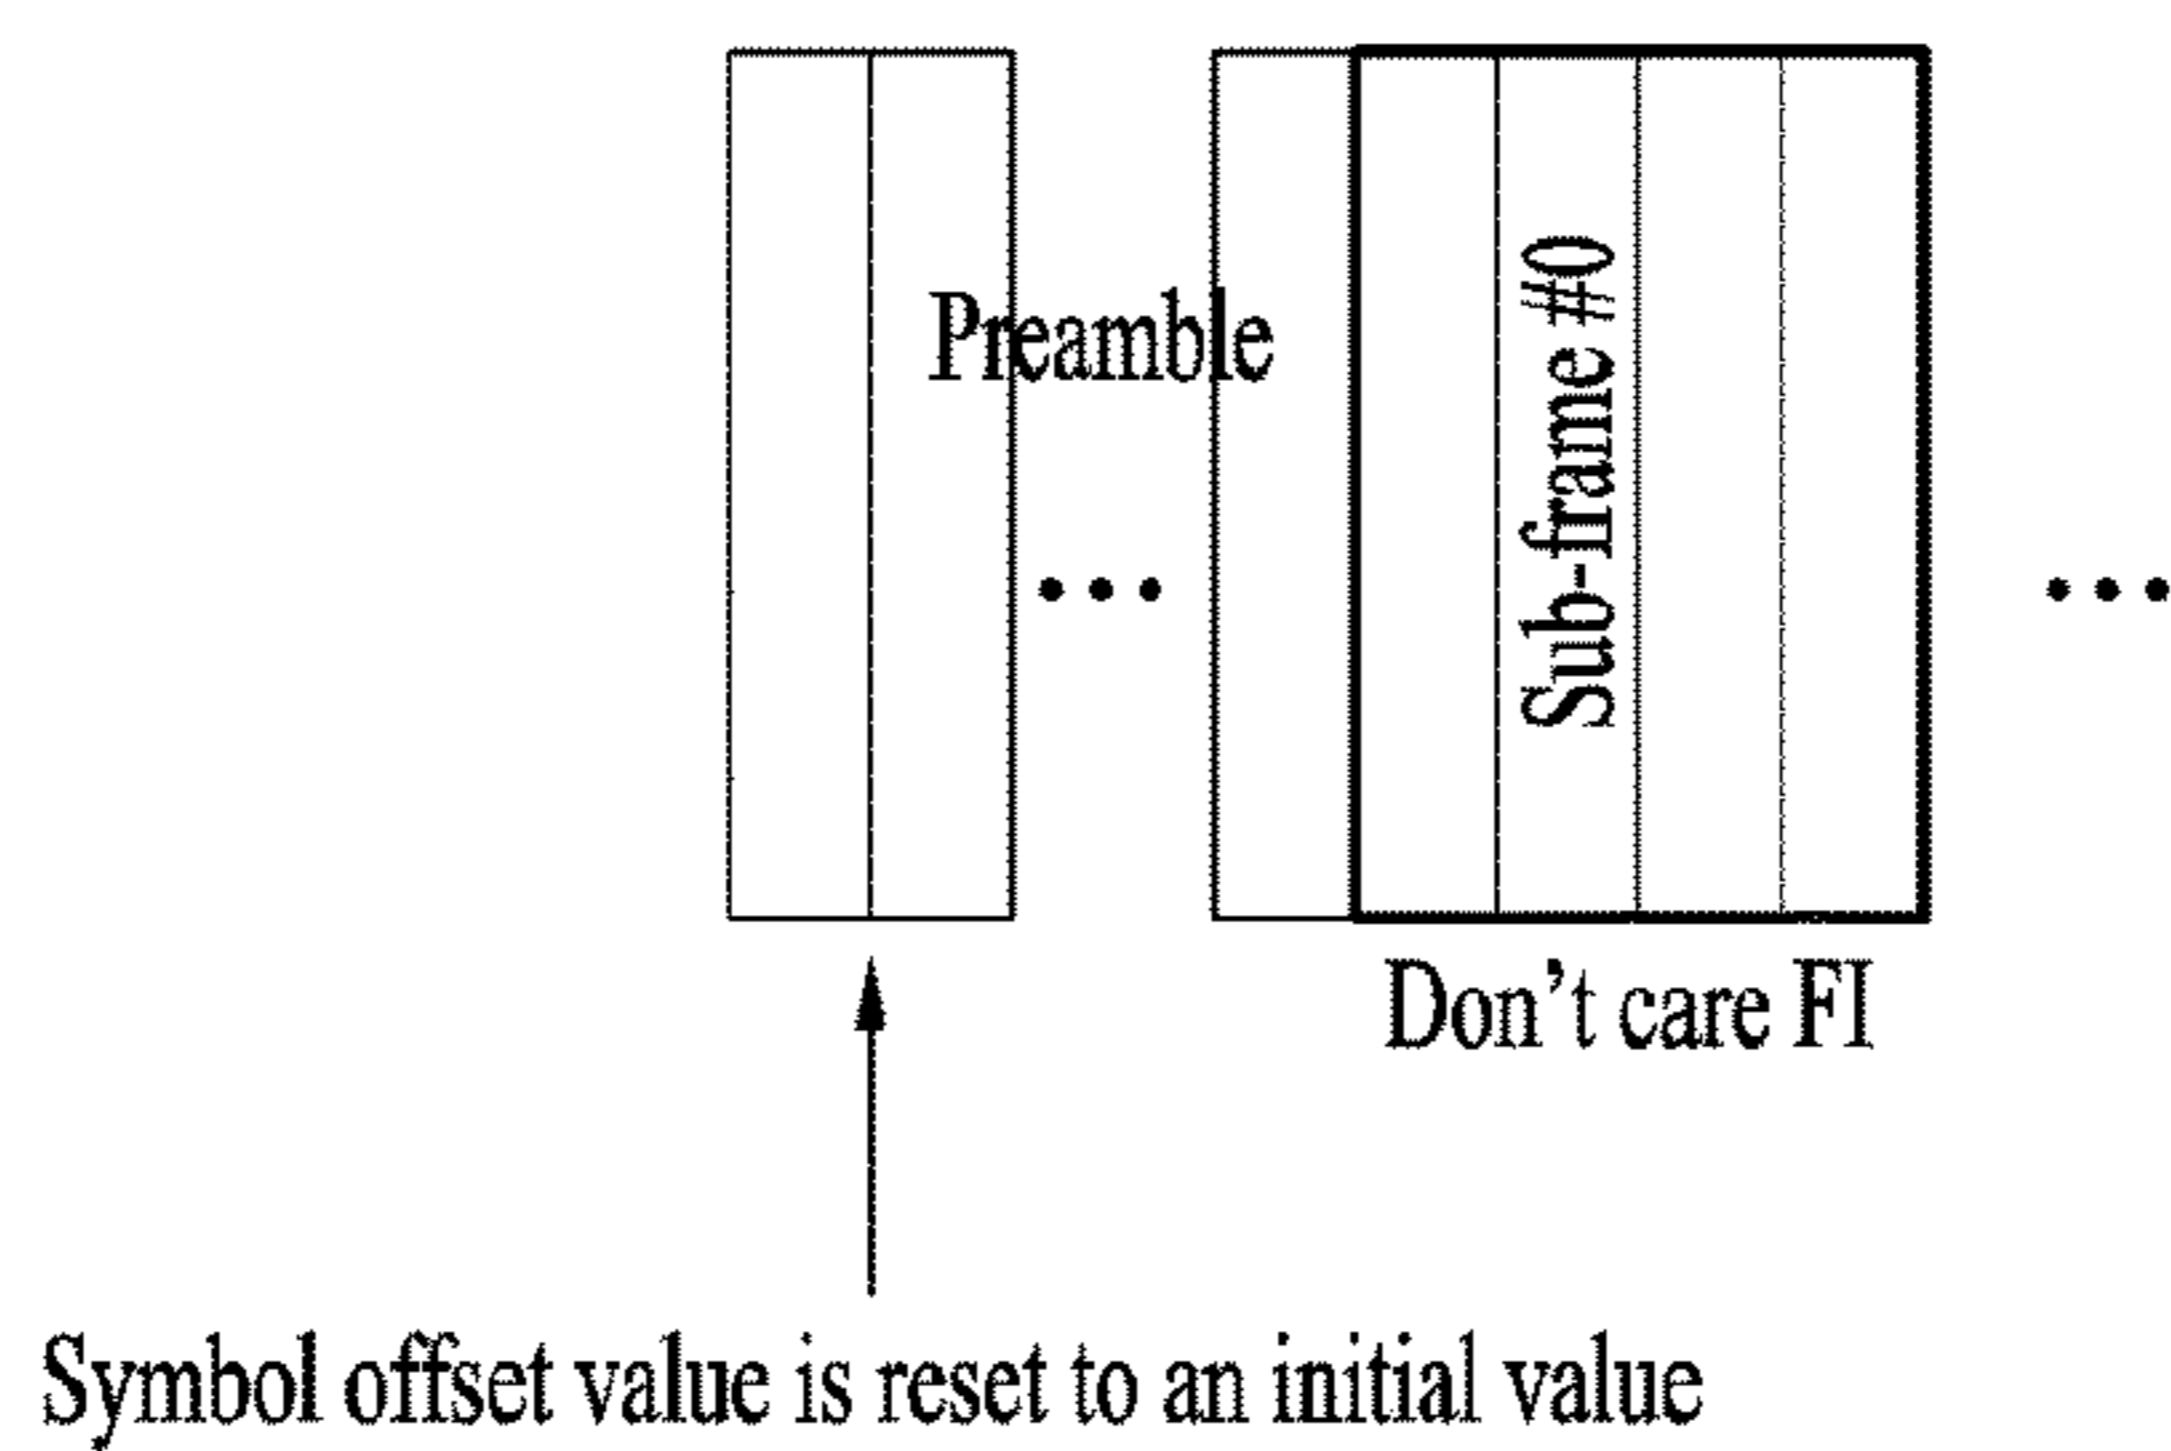 Preamble
Sub-frame #0
• • •
• • •
Don’t care FI
Symbol offset value is reset to an initial value